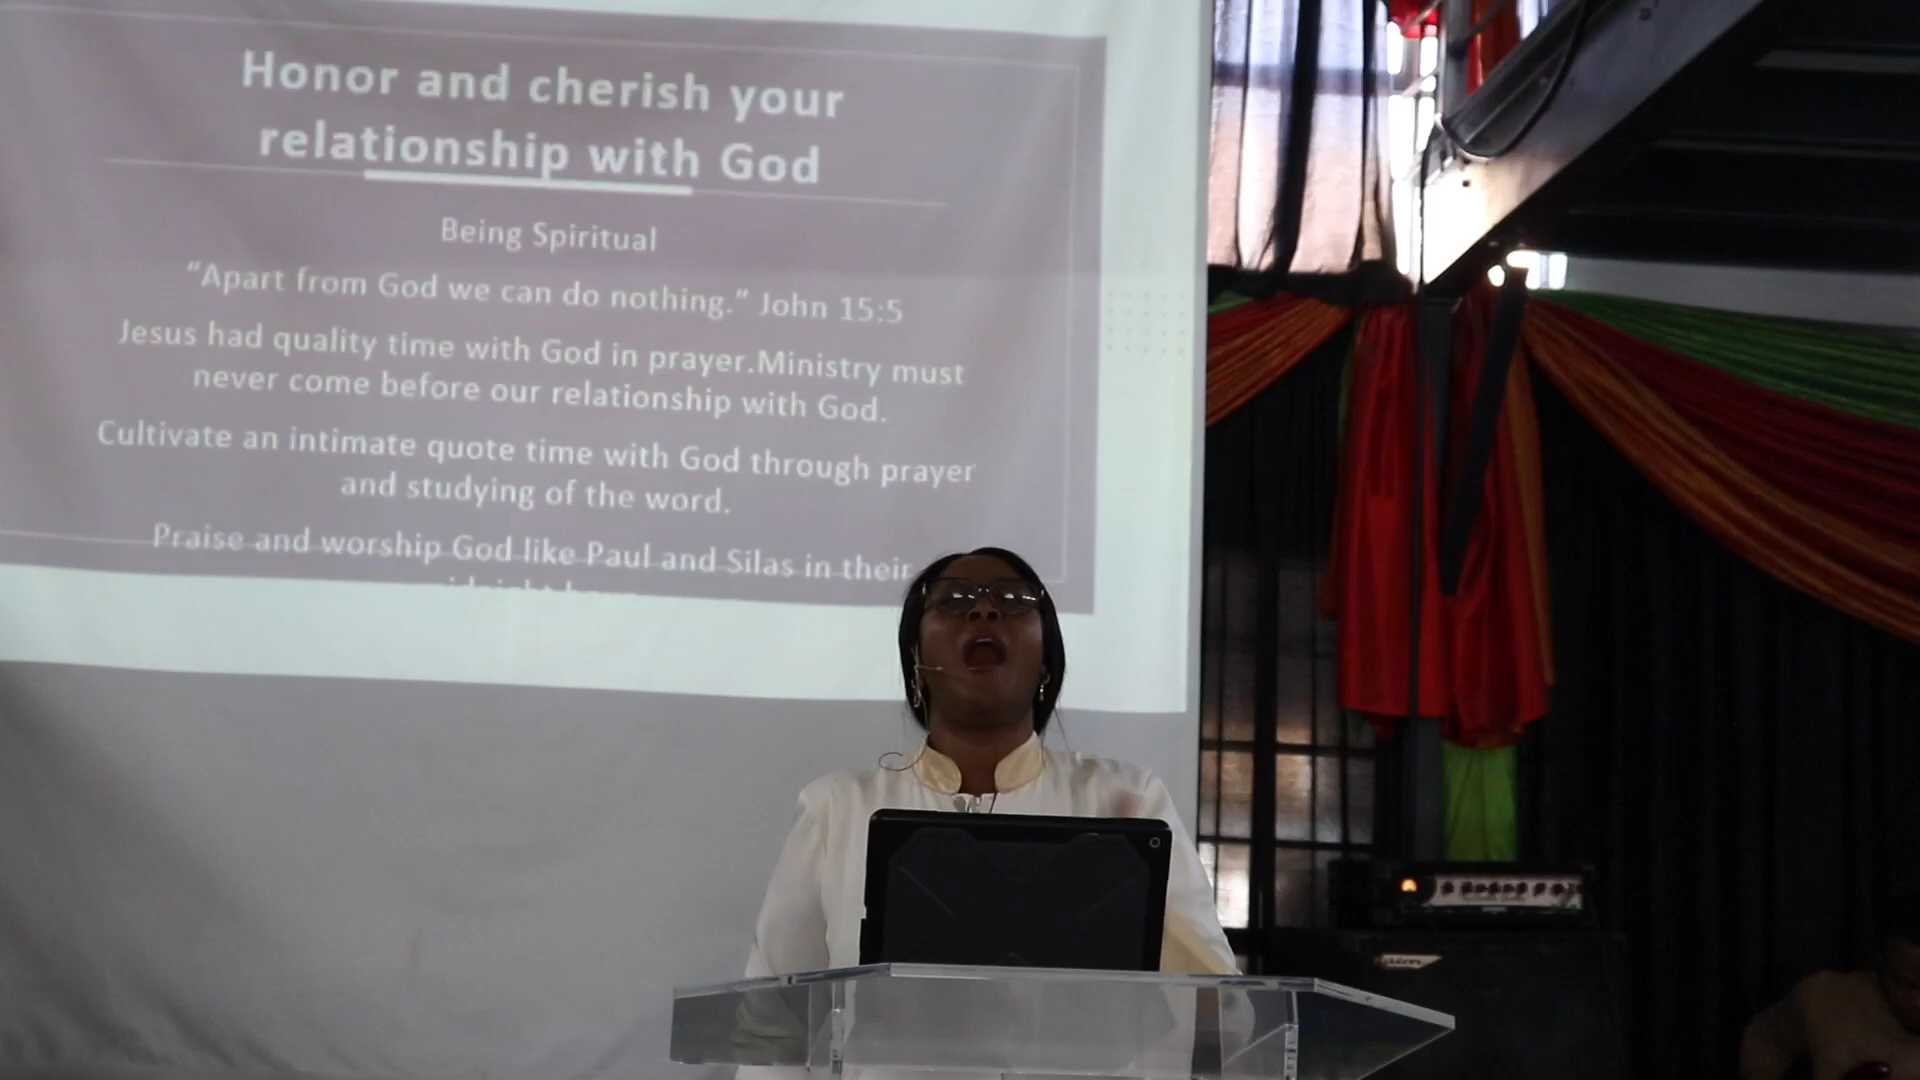 Honor and cherish your
relationship with God
Being Spiritual
“Apart from God we can do nothing.” John 15:5
Jesus had quality time with God in prayer.Ministry must
never come before our relationship with God.
Cultivate an intimate quote time with God through prayer
and studying of the word.
Praise and worship God like Paul and Silas in their